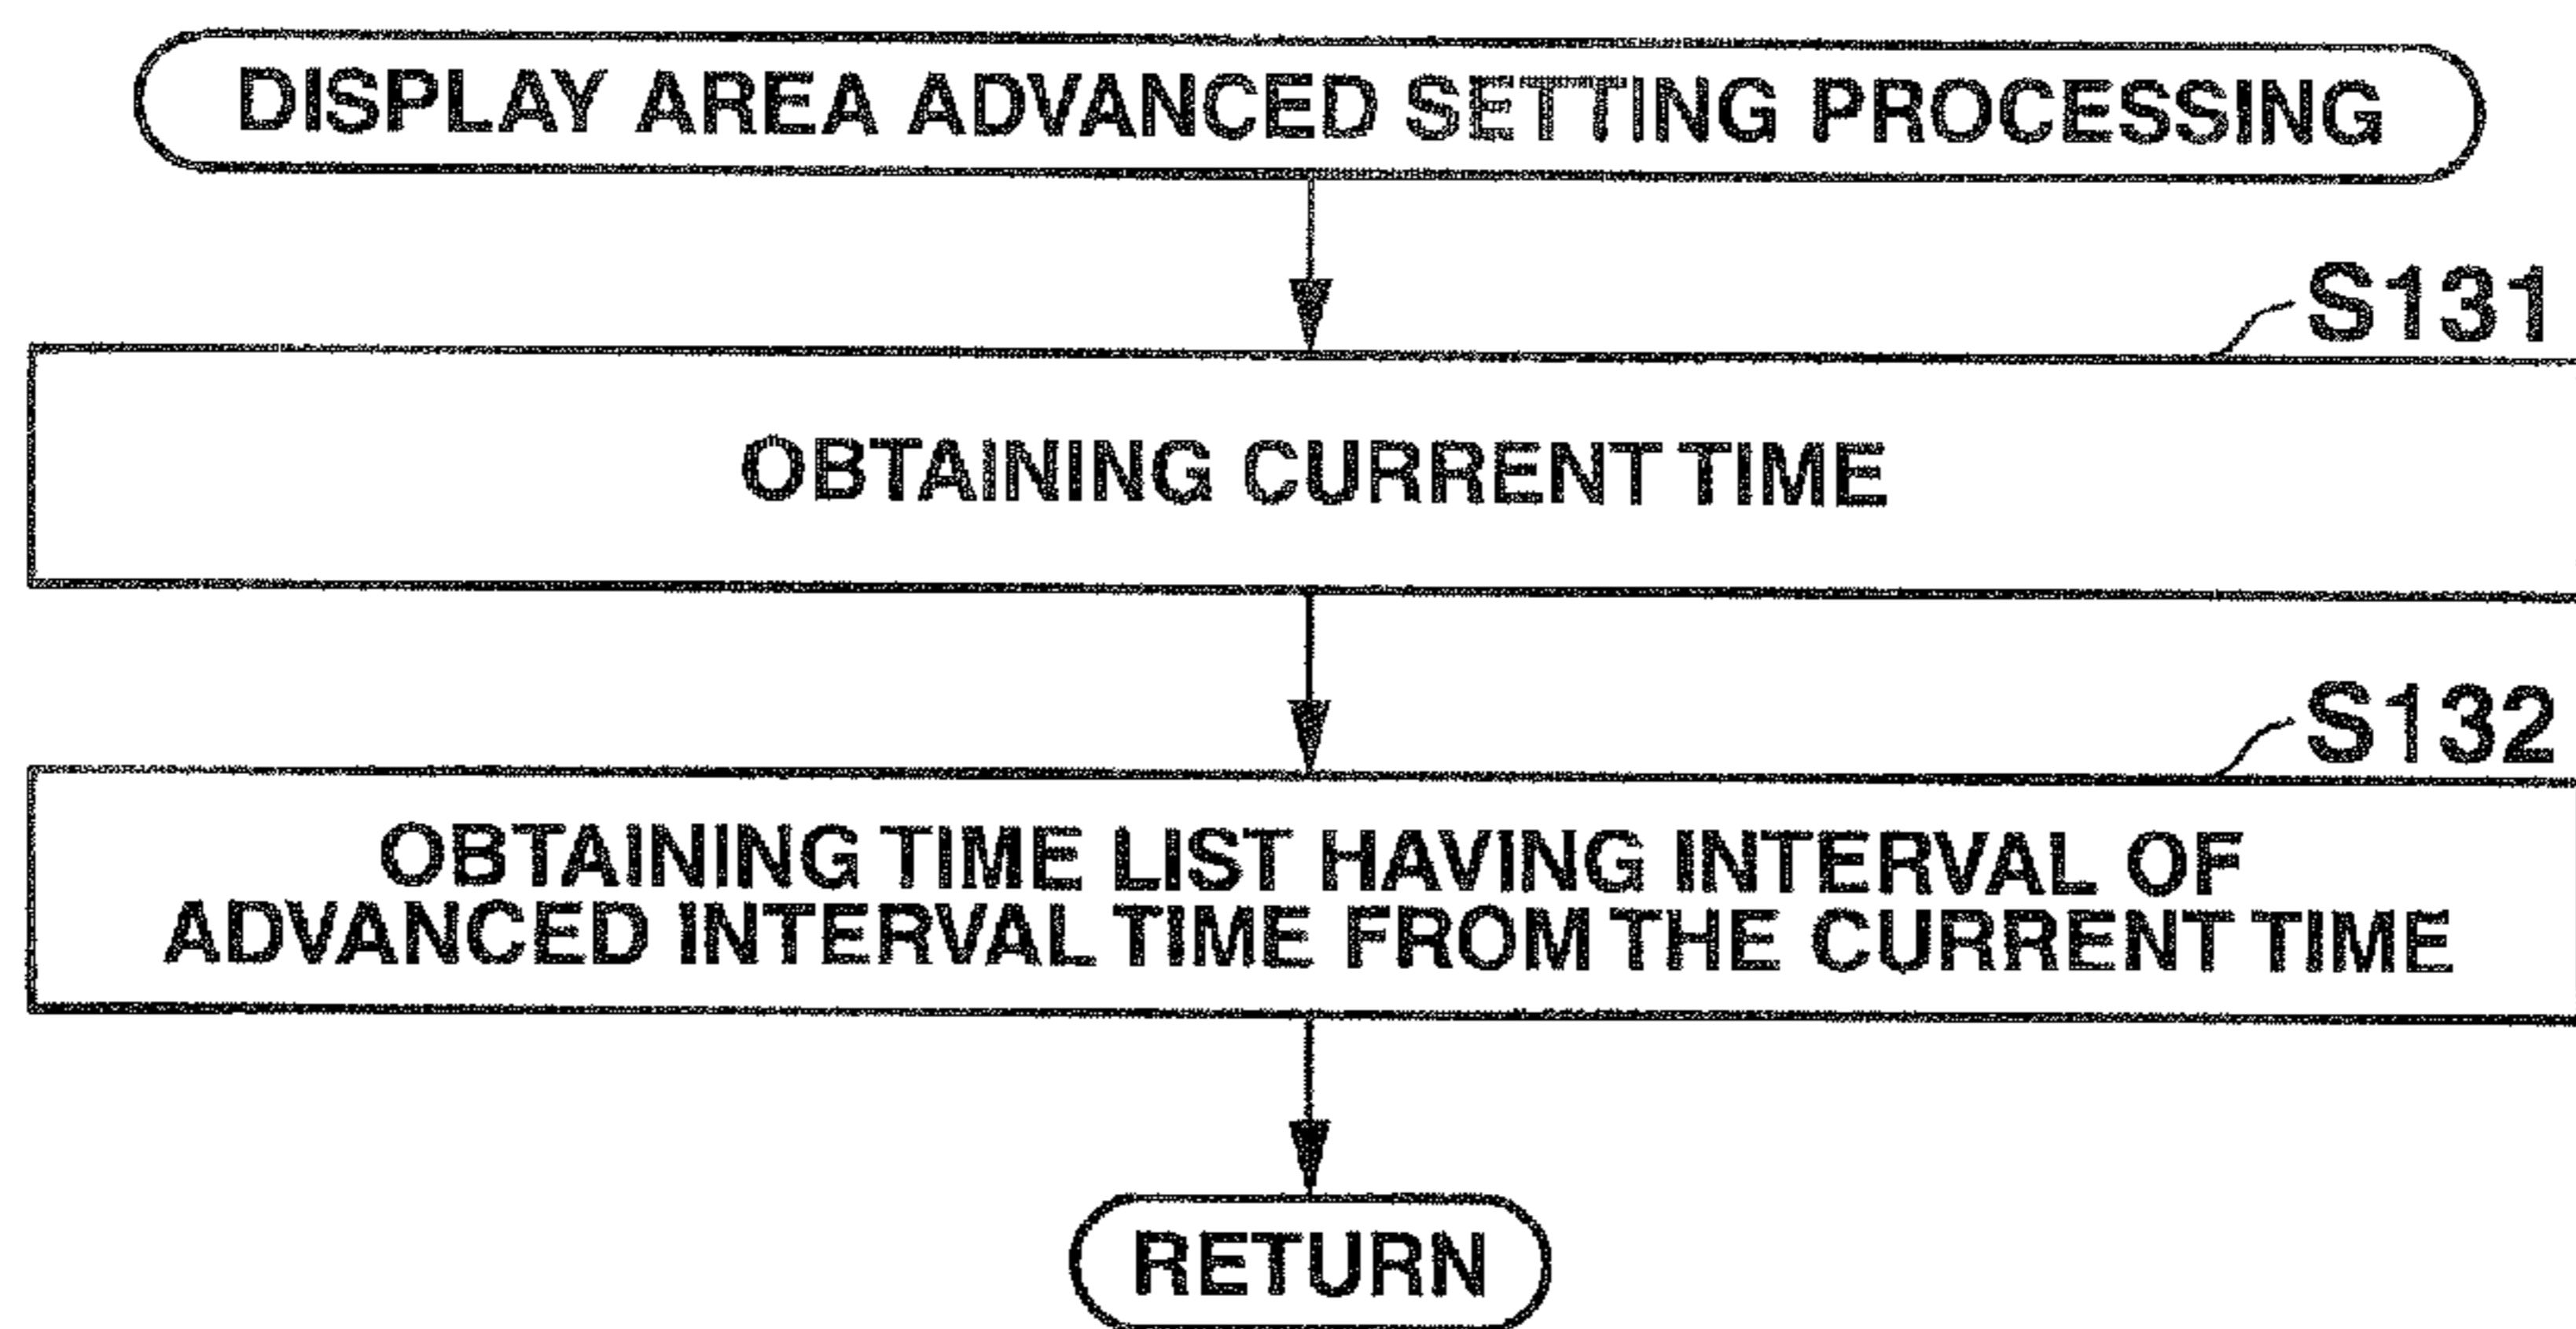 DISPLAY AREA ADVANCED SETTING PROCESSING
S131
OBTAINING CURRENT TIME
S132
OBTAINING TIME LIST HAVING INTERVAL OF
ADVANCED INTERVAL TIME FROM THE CURRENT TIME
RETURN